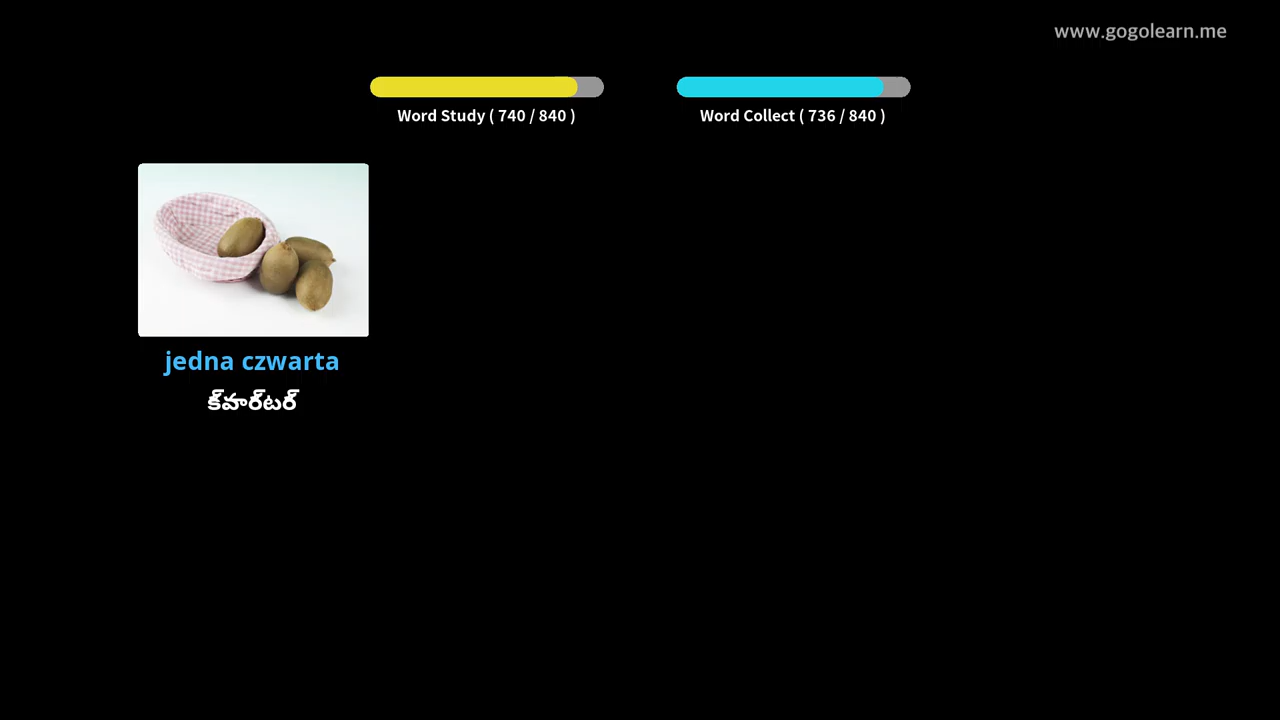 www.gogolearn.me
Word Study ( 740 / 840 )
Word Collect ( 736 / 840 )
jedna czwarta
క్‌వార్‌టర్